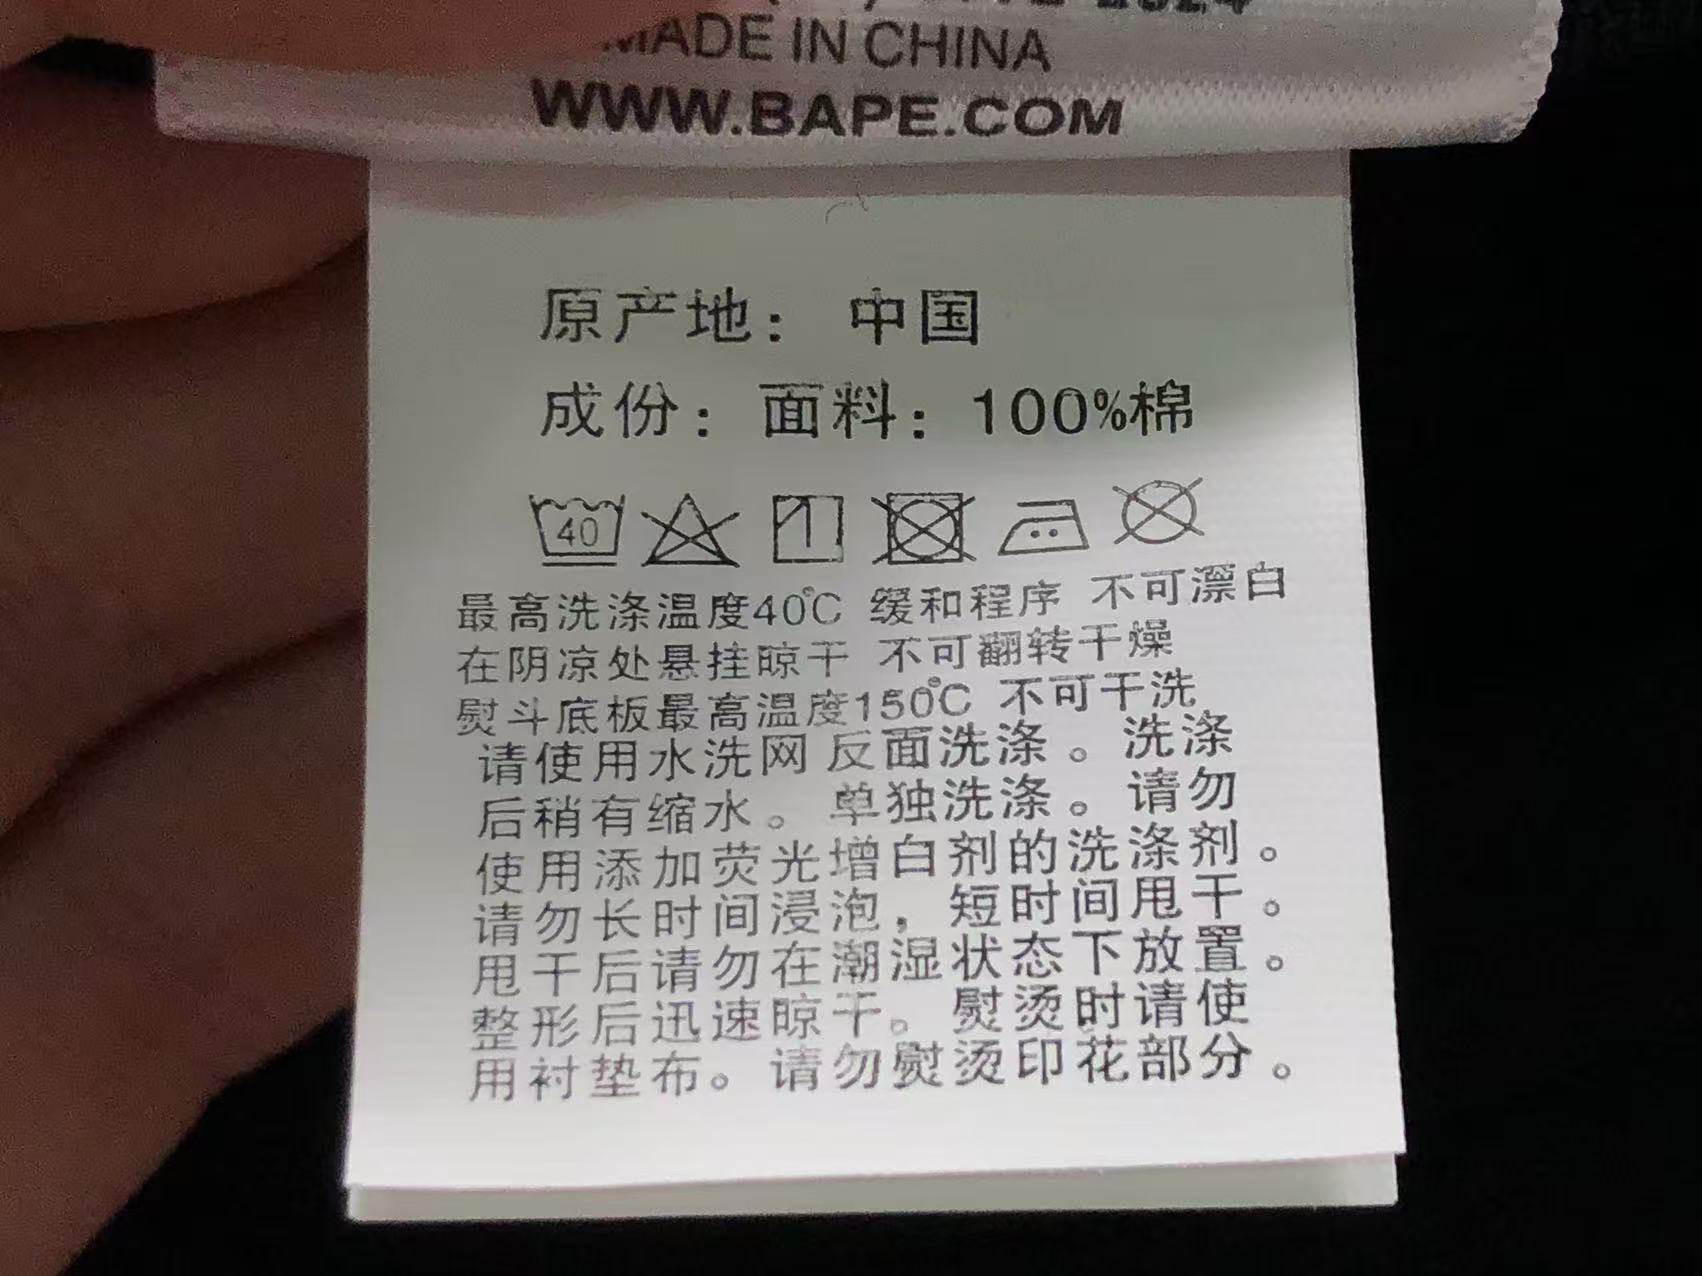 MADE IN CHINA
WWW.BAPE.COM
原产地：中国
成份：面料：100%棉
40
最高洗涤温度40℃ 缓和程序 不可漂白
在阴凉处悬挂晾干 不可翻转干燥
熨斗底板最高温度150℃ 不可干洗
请使用水洗网反面洗涤。洗涤
后稍有缩水。单独洗涤。请勿
使用添加荧光增白剂的洗涤剂。
请勿长时间浸泡，短时间甩干。
甩干后请勿在潮湿状态下放置。
整形后迅速晾干。熨烫时请使
用衬垫布。请勿熨烫印花部分。